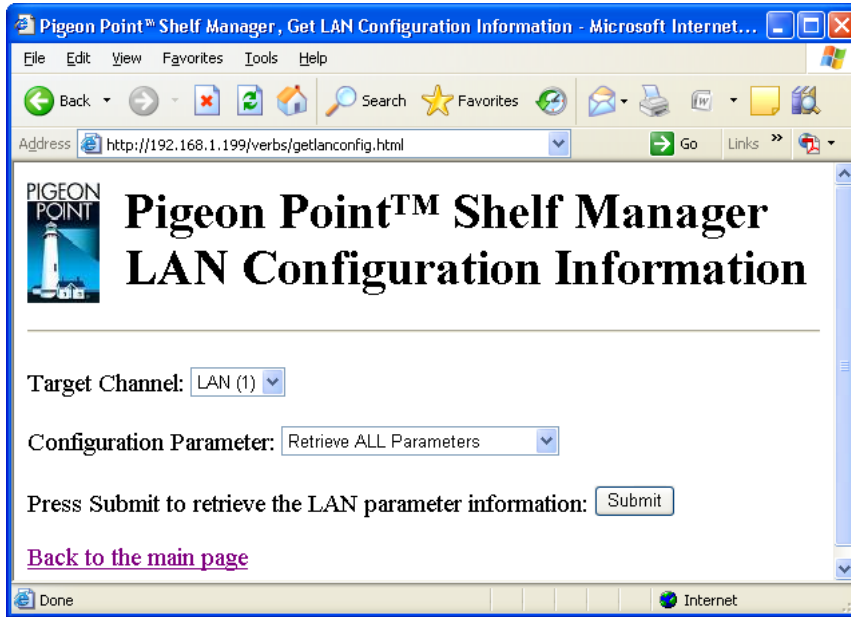 Pigeon Point™ Shelf Manager, Get LAN Configuration Information - Microsoft Internet...
File Edit View Favorites Tools Help
Back Search Favorites
Address http://192.168.1.199/verbs/getlanconfig.html Go Links »
PIGEON
POINT
Pigeon Point™ Shelf Manager
LAN Configuration Information
Target Channel: LAN (1)
Configuration Parameter: Retrieve ALL Parameters
Press Submit to retrieve the LAN parameter information: Submit
Back to the main page
Done Internet